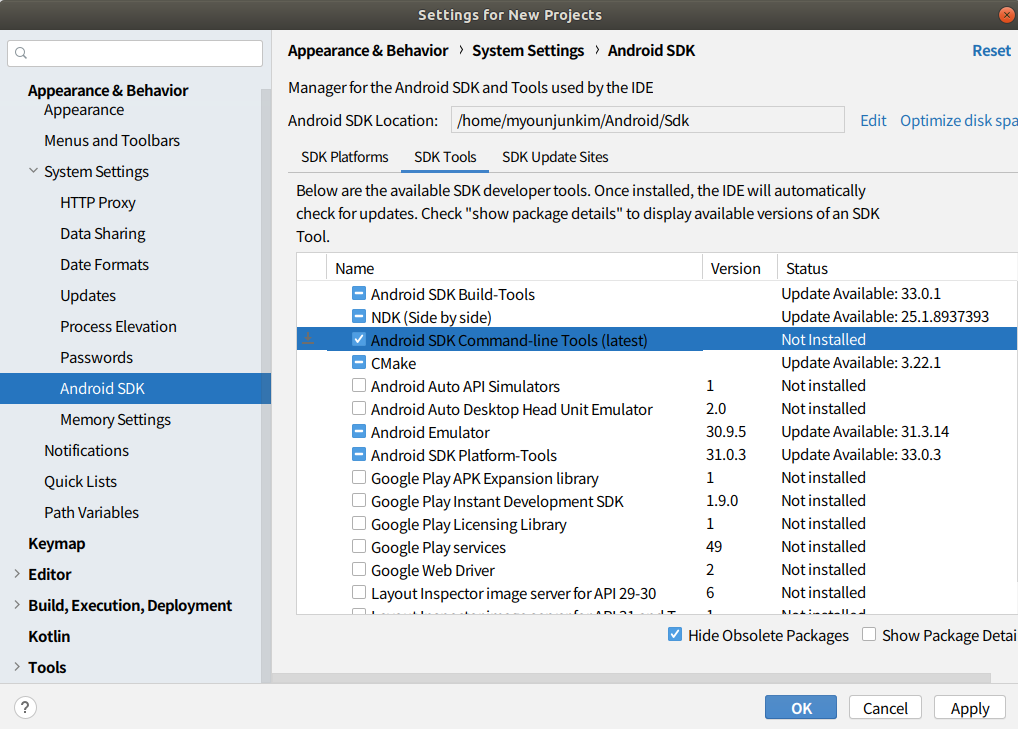 Settings for New Projects
Appearance & Behavior
Appearance
Menus and Toolbars
System Settings
HTTP Proxy
Data Sharing
Date Formats
Updates
Process Elevation
Passwords
Android SDK
Memory Settings
Notifications
Quick Lists
Path Variables
Keymap
Editor
Build, Execution, Deployment
Kotlin
Tools
Appearance & Behavior › System Settings › Android SDK Reset
Manager for the Android SDK and Tools used by the IDE
Android SDK Location: /home/myounjunkim/Android/Sdk Edit Optimize disk spa
SDK Platforms SDK Tools SDK Update Sites
Below are the available SDK developer tools. Once installed, the IDE will automatically
check for updates. Check "show package details" to display available versions of an SDK
Tool.
Name Version Status
Android SDK Build-Tools Update Available: 33.0.1
NDK (Side by side) Update Available: 25.1.8937393
Android SDK Command-line Tools (latest) Not Installed
CMake Update Available: 3.22.1
Android Auto API Simulators 1 Not installed
Android Auto Desktop Head Unit Emulator 2.0 Not installed
Android Emulator 30.9.5 Update Available: 31.3.14
Android SDK Platform-Tools 31.0.3 Update Available: 33.0.3
Google Play APK Expansion library 1 Not installed
Google Play Instant Development SDK 1.9.0 Not installed
Google Play Licensing Library 1 Not installed
Google Play services 49 Not installed
Google Web Driver 2 Not installed
Layout Inspector image server for API 29-30 6 Not installed
Layout Inspector image server for API 31 and T 1 Not installed
Hide Obsolete Packages Show Package Detai
? OK Cancel Apply